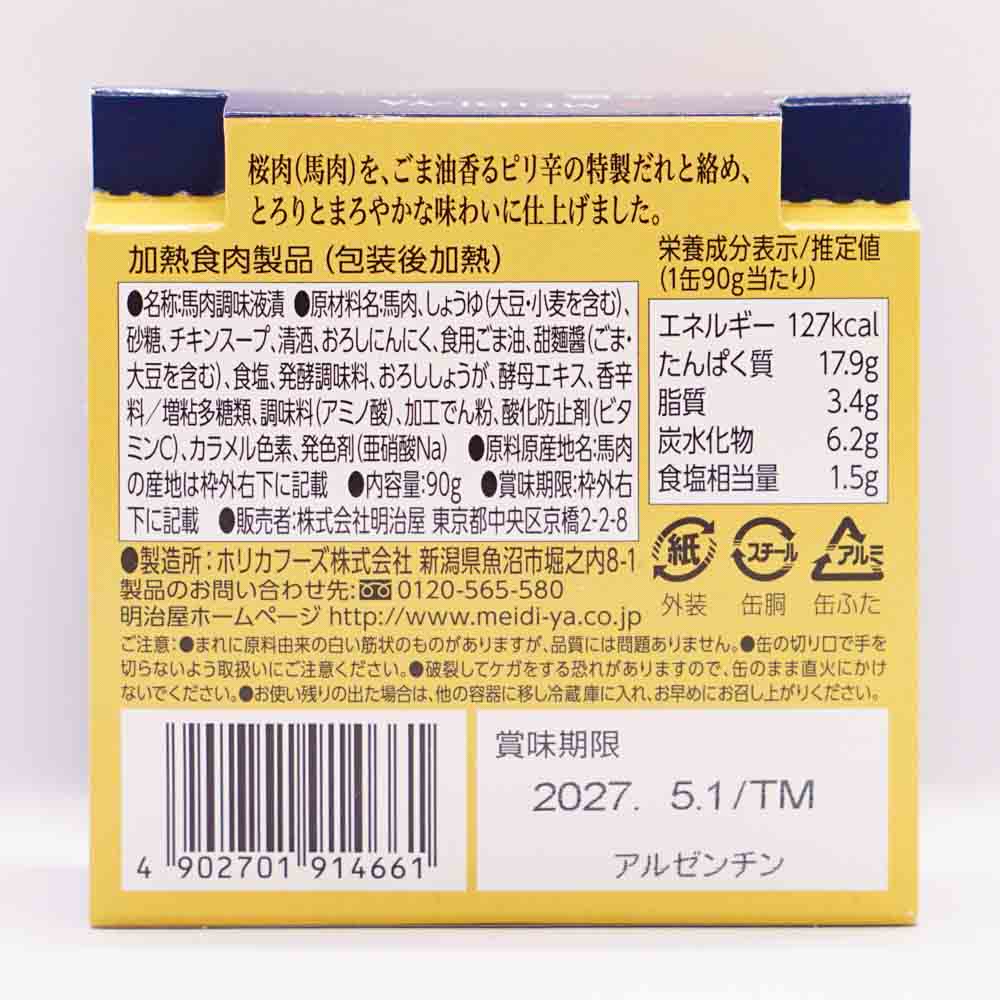 MEIDI-YA
桜肉(馬肉)を、ごま油香るピリ辛の特製だれと絡め、
とろりとまろやかな味わいに仕上げました。
加熱食肉製品(包装後加熱)
●名称:馬肉調味液漬 ●原材料名:馬肉、しょうゆ(大豆・小麦を含む)、
砂糖、チキンスープ、清酒、おろしにんにく、食用ごま油、甜麺醤(ごま・
大豆を含む)、食塩、発酵調味料、おろししょうが、酵母エキス、香辛
料/増粘多糖類、調味料(アミノ酸)、加工でん粉、酸化防止剤(ビタ
ミンC)、カラメル色素、発色剤(亜硝酸Na) ●原料原産地名:馬肉
の産地は枠外右下に記載 ●内容量:90g ●賞味期限:枠外右
下に記載 ●販売者:株式会社明治屋 東京都中央区京橋2-2-8
栄養成分表示/推定値
(1缶90g当たり)
エネルギー 127kcal
たんぱく質 17.9g
脂質 3.4g
炭水化物 6.2g
食塩相当量 1.5g
●製造所:ホリカフーズ株式会社 新潟県魚沼市堀之内8-1
製品のお問い合わせ先: 0120-565-580
明治屋ホームページ http://www.meidi-ya.co.jp
紙 スチール アルミ
外装 缶胴 缶ふた
ご注意:●まれに原料由来の白い筋状のものがありますが、品質には問題ありません。●缶の切り口で手を
切らないよう取扱いにご注意ください。●破裂してケガをする恐れがありますので、缶のまま直火にかけ
ないでください。●お使い残りの出た場合は、他の容器に移し冷蔵庫に入れ、お早めにお召し上がりください。
4 902701 914661
賞味期限
2027. 5.1/TM
アルゼンチン